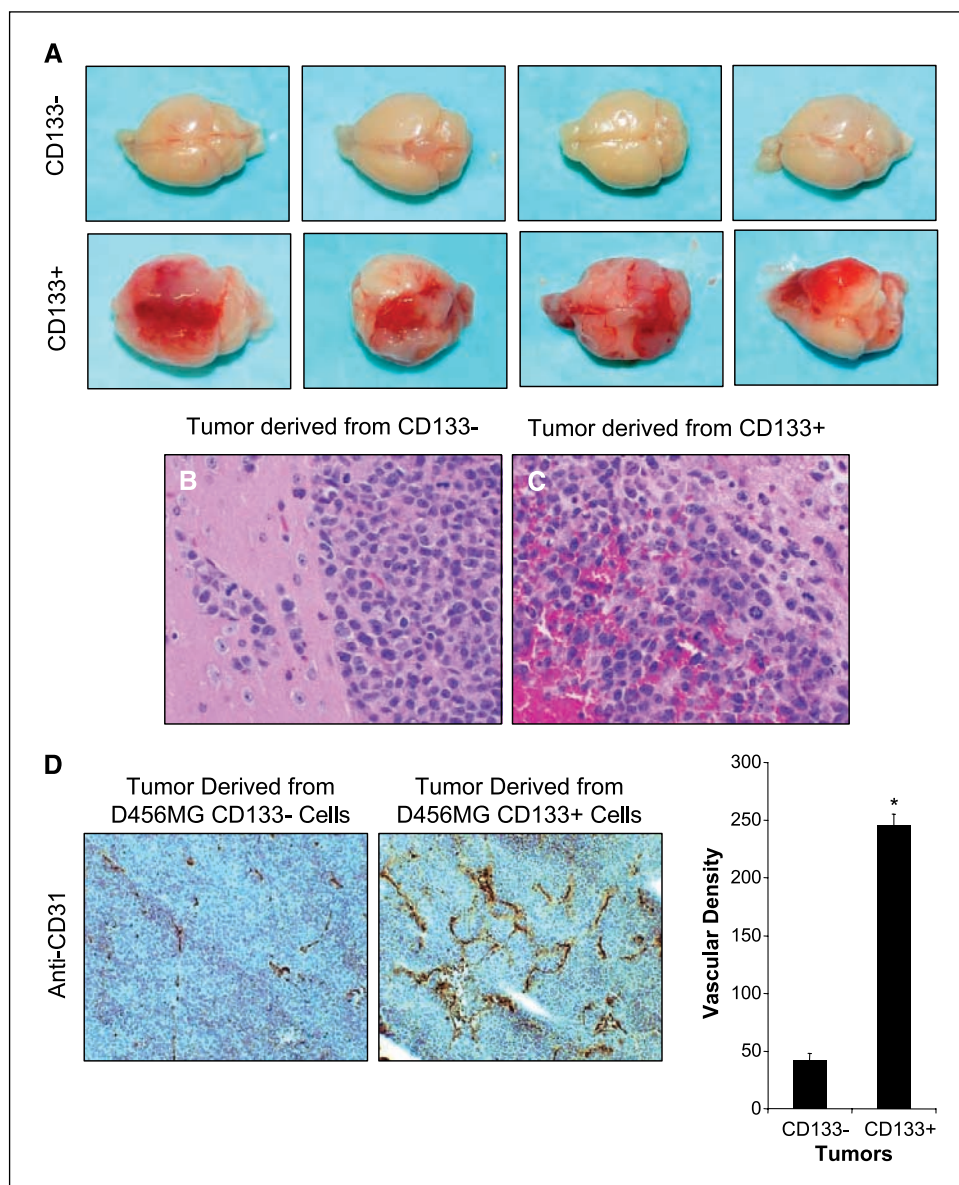 A
CD133-
CD133+
Tumor derived from CD133-
Tumor derived from CD133+
B
C
D
Tumor Derived from
D456MG CD133- Cells
Tumor Derived from
D456MG CD133+ Cells
Anti-CD31
300
250
200
150
100
50
0
Vascular Density
*
CD133-
CD133+
Tumors